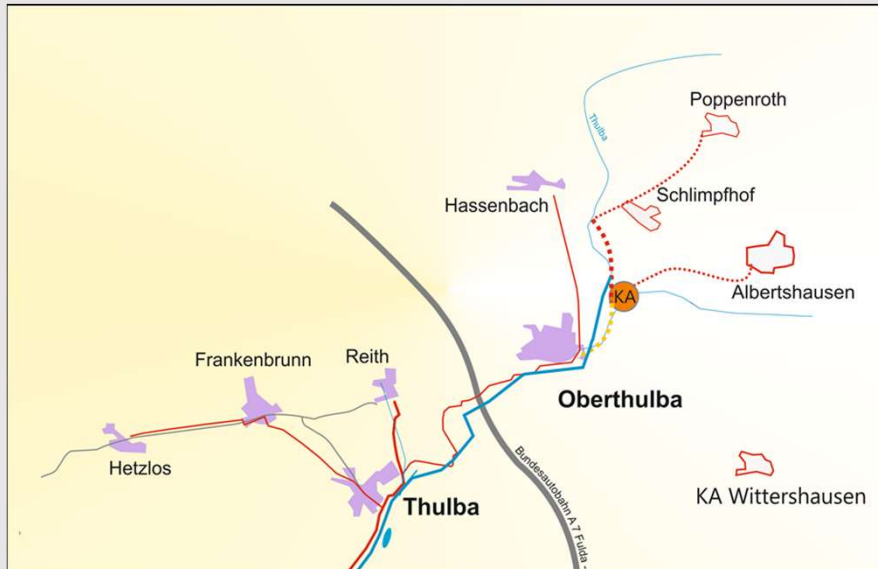 Poppenroth
Thulba
Schlimpfhof
Hassenbach
Albertshausen
KA
Frankenbrunn
Reith
Oberthulba
Hetzlos
Bundesautobahn A 7 Fulda -
KA Wittershausen
Thulba